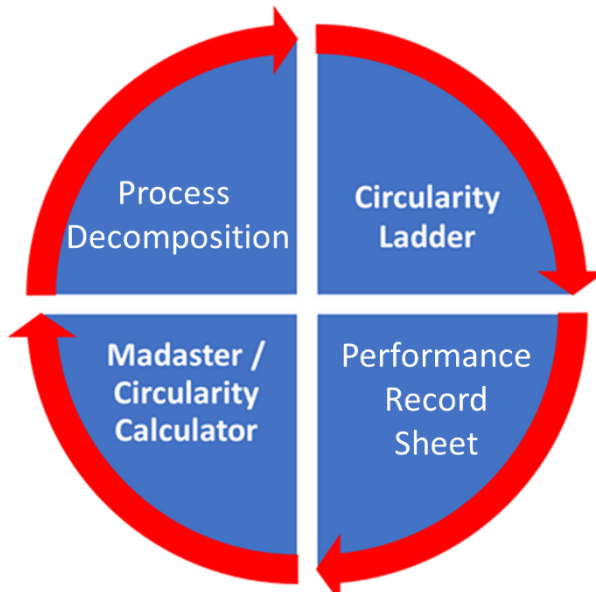 Process
Decomposition
Circularity
Ladder
Madaster /
Circularity
Calculator
Performance
Record
Sheet